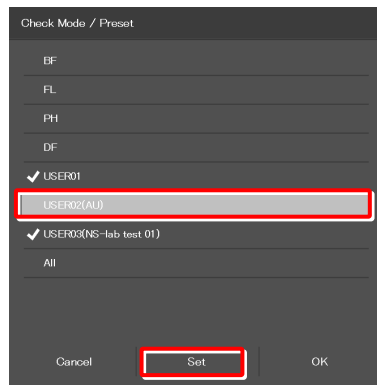 Check Mode / Preset
BF
FL
PH
DF
USER01
USER02(AU)
USER03(NS-lab test 01)
All
Cancel Set OK